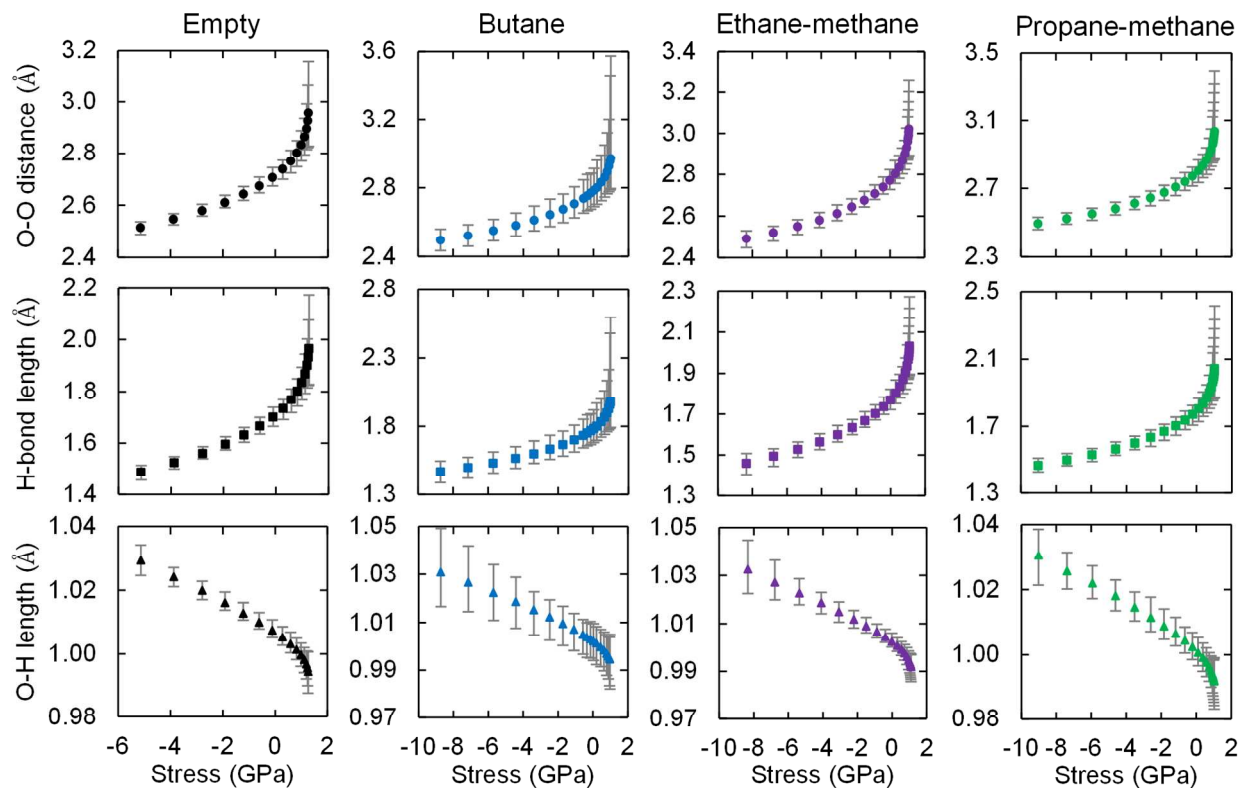 Empty Butane Ethane-methane Propane-methane
O-O distance (Å)
3.2 3.0 2.8 2.6 2.4
3.6 3.2 2.8 2.4
3.4 3.2 3.0 2.8 2.6 2.4
3.5 3.1 2.7 2.3
H-bond length (Å)
2.2 2.0 1.8 1.6 1.4
2.8 2.3 1.8 1.3
2.3 2.1 1.9 1.7 1.5 1.3
2.5 2.1 1.7 1.3
O-H length (Å)
1.04 1.02 1.00 0.98
1.05 1.03 1.01 0.99 0.97
1.05 1.03 1.01 0.99 0.97
1.04 1.02 1.00 0.98
-6 -4 -2 0 2 -10 -8 -6 -4 -2 0 2 -10 -8 -6 -4 -2 0 2 -10 -8 -6 -4 -2 0 2
Stress (GPa) Stress (GPa) Stress (GPa) Stress (GPa)